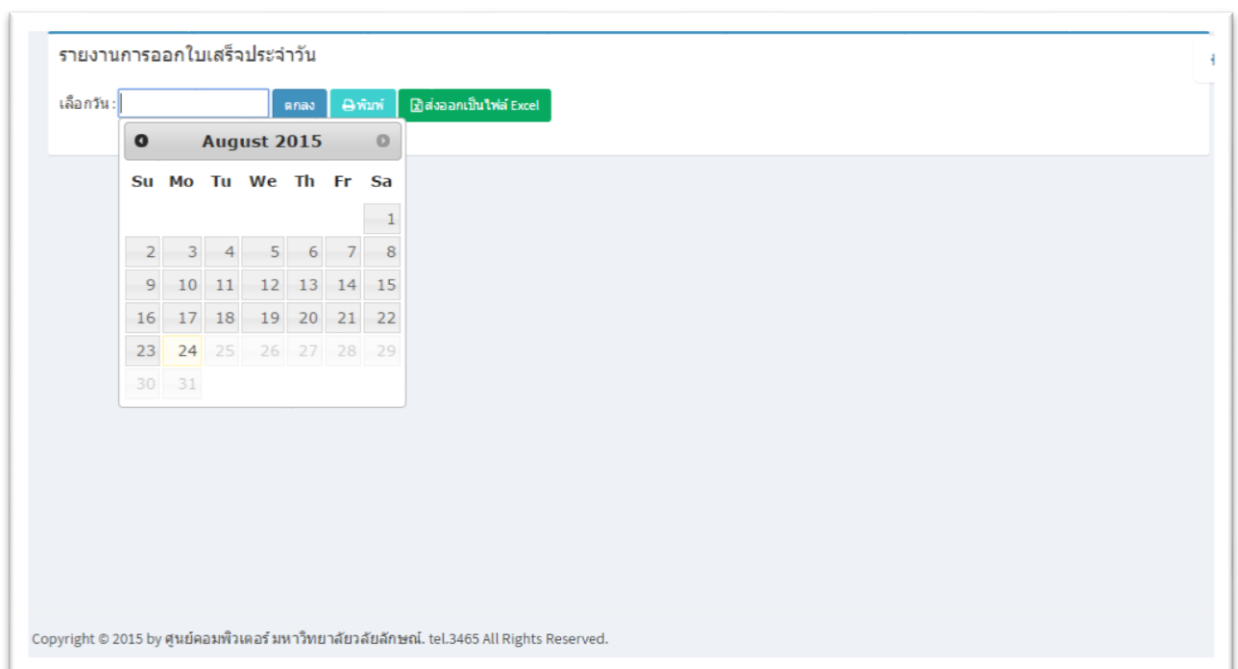 รายงานการออกใบเสร็จประจำวัน
เลือกวัน : ตกลง พิมพ์ ส่งออกเป็นไฟล์ Excel
August 2015
Su Mo Tu We Th Fr Sa
1
2 3 4 5 6 7 8
9 10 11 12 13 14 15
16 17 18 19 20 21 22
23 24 25 26 27 28 29
30 31
Copyright © 2015 by ศูนย์คอมพิวเตอร์ มหาวิทยาลัยวลัยลักษณ์. tel.3465 All Rights Reserved.